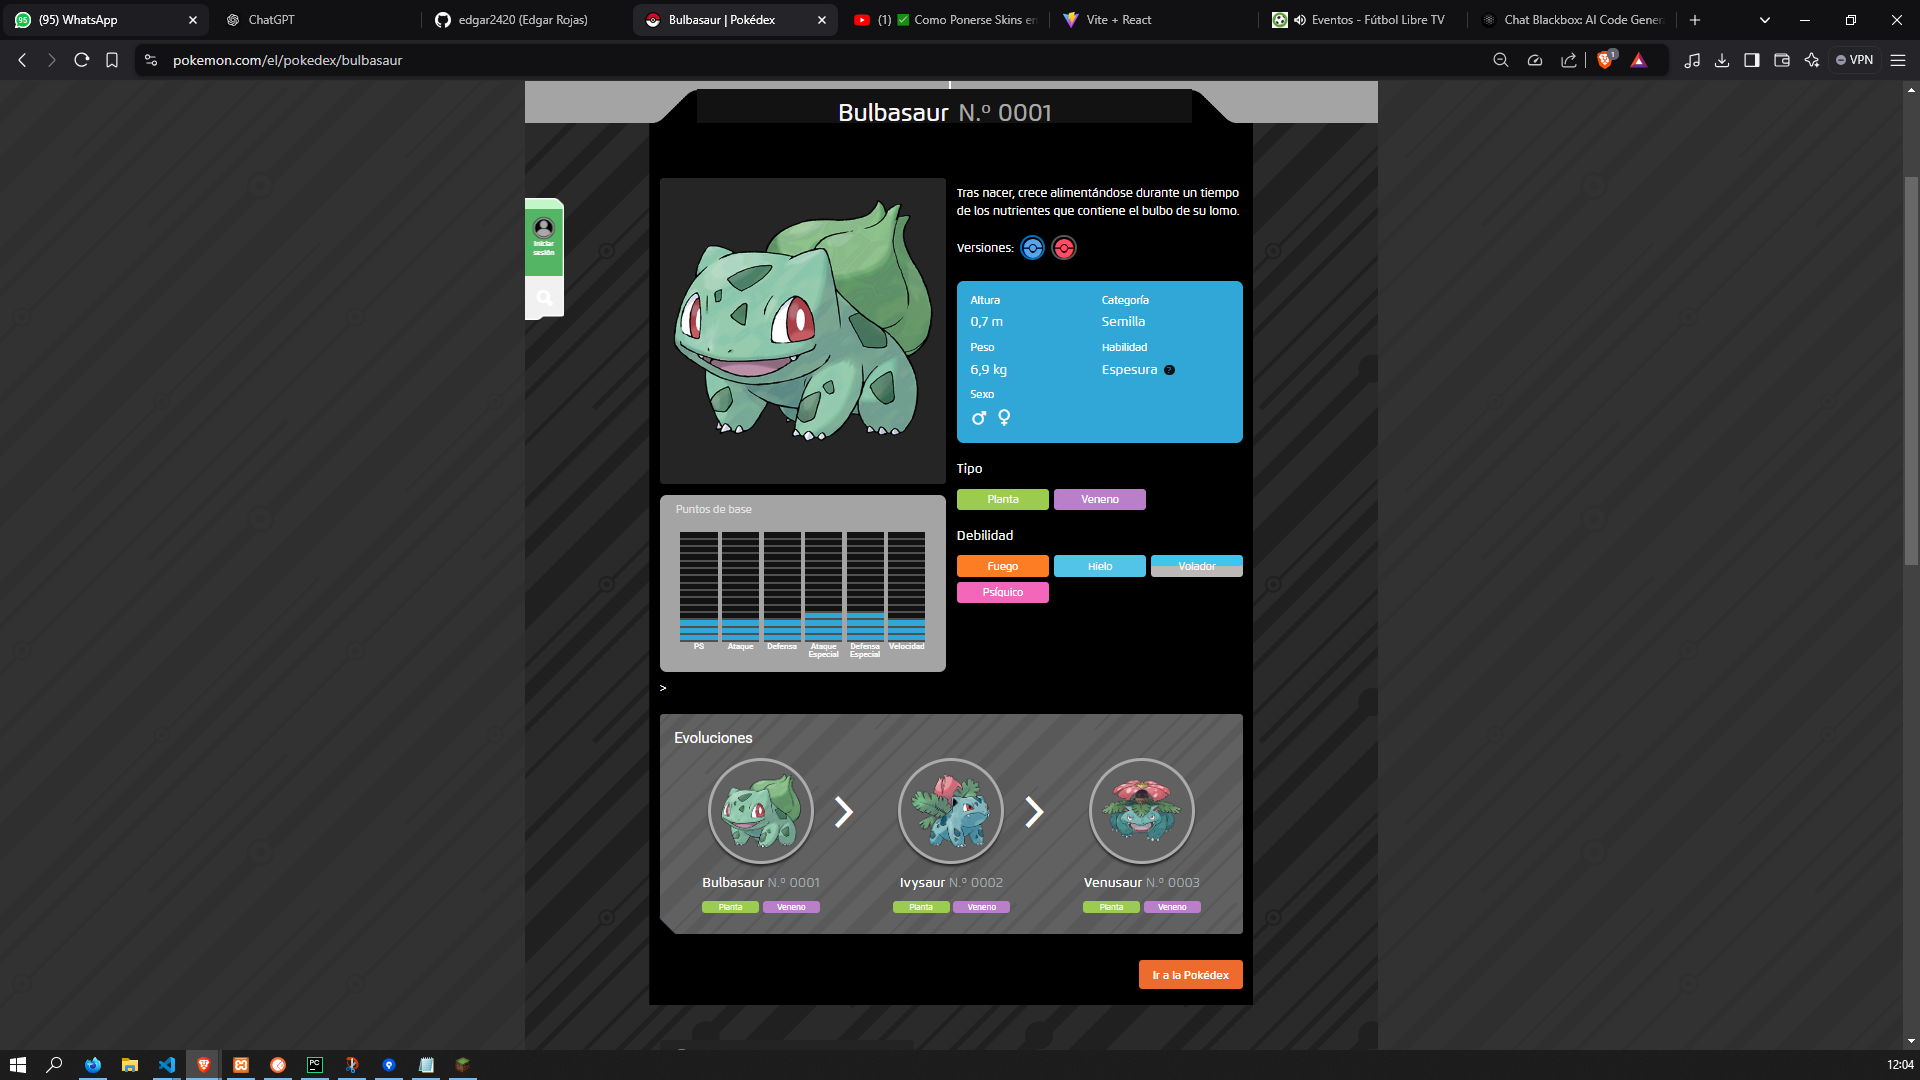 (95) WhatsApp
ChatGPT
edgar2420 (Edgar Rojas)
Bulbasaur | Pokédex
(1) ✅ Como Ponerse Skins en
Vite + React
Eventos - Fútbol Libre TV
Chat Blackbox: AI Code Gener
pokemon.com/el/pokedex/bulbasaur
1
VPN
Bulbasaur N.º 0001
Iniciar
sesión
Tras nacer, crece alimentándose durante un tiempo
de los nutrientes que contiene el bulbo de su lomo.
Versiones:
Altura
Categoría
0,7 m
Semilla
Peso
Habilidad
6,9 kg
Espesura ?
Sexo
Tipo
Planta
Veneno
Debilidad
Fuego
Hielo
Volador
Psíquico
Puntos de base
PS
Ataque
Defensa
Ataque
Especial
Defensa
Especial
Velocidad
>
Evoluciones
Bulbasaur N.º 0001
Planta
Veneno
Ivysaur N.º 0002
Planta
Veneno
Venusaur N.º 0003
Planta
Veneno
Ir a la Pokédex
12:04